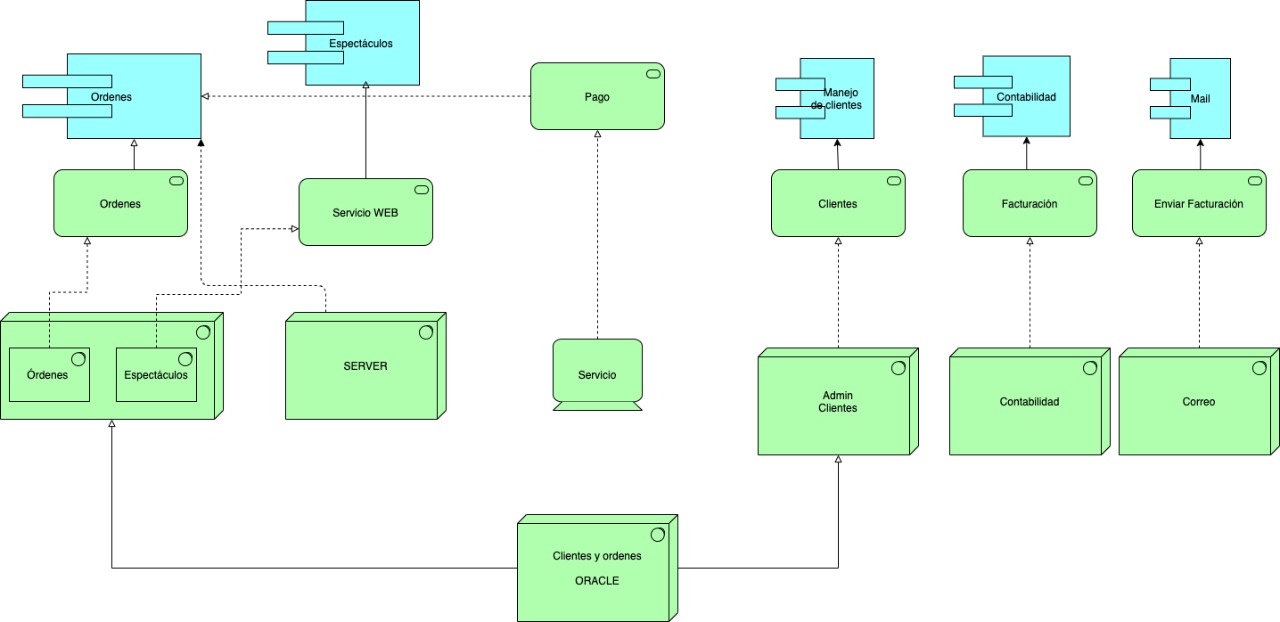 Espectáculos
Ordenes
Pago
Manejo
de clientes
Contabilidad
Mail
Ordenes
Servicio WEB
Clientes
Facturación
Enviar Facturación
Órdenes
Espectáculos
SERVER
Servicio
Admin
Clientes
Contabilidad
Correo
Clientes y ordenes
ORACLE